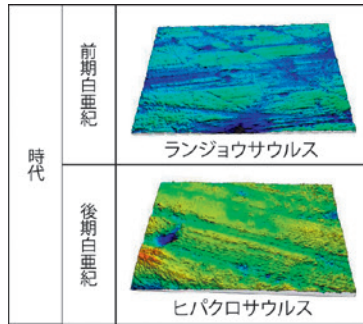 時代
前期白亜紀
ランジョウサウルス
後期白亜紀
ヒパクロサウルス